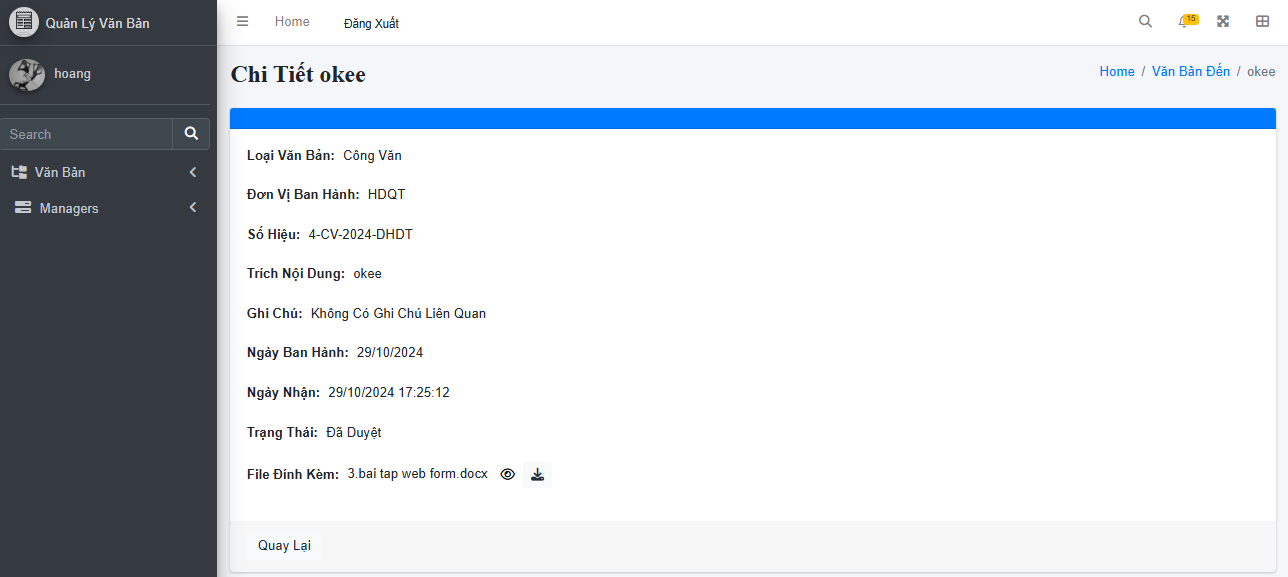 Quản Lý Văn Bản
Home
Đăng Xuất
15
hoang
Search
Văn Bản
Managers
Chi Tiết okee
Home / Văn Bản Đến / okee
Loại Văn Bản: Công Văn
Đơn Vị Ban Hành: HDQT
Số Hiệu: 4-CV-2024-DHDT
Trích Nội Dung: okee
Ghi Chú: Không Có Ghi Chú Liên Quan
Ngày Ban Hành: 29/10/2024
Ngày Nhận: 29/10/2024 17:25:12
Trạng Thái: Đã Duyệt
File Đính Kèm: 3.bai tap web form.docx
Quay Lại